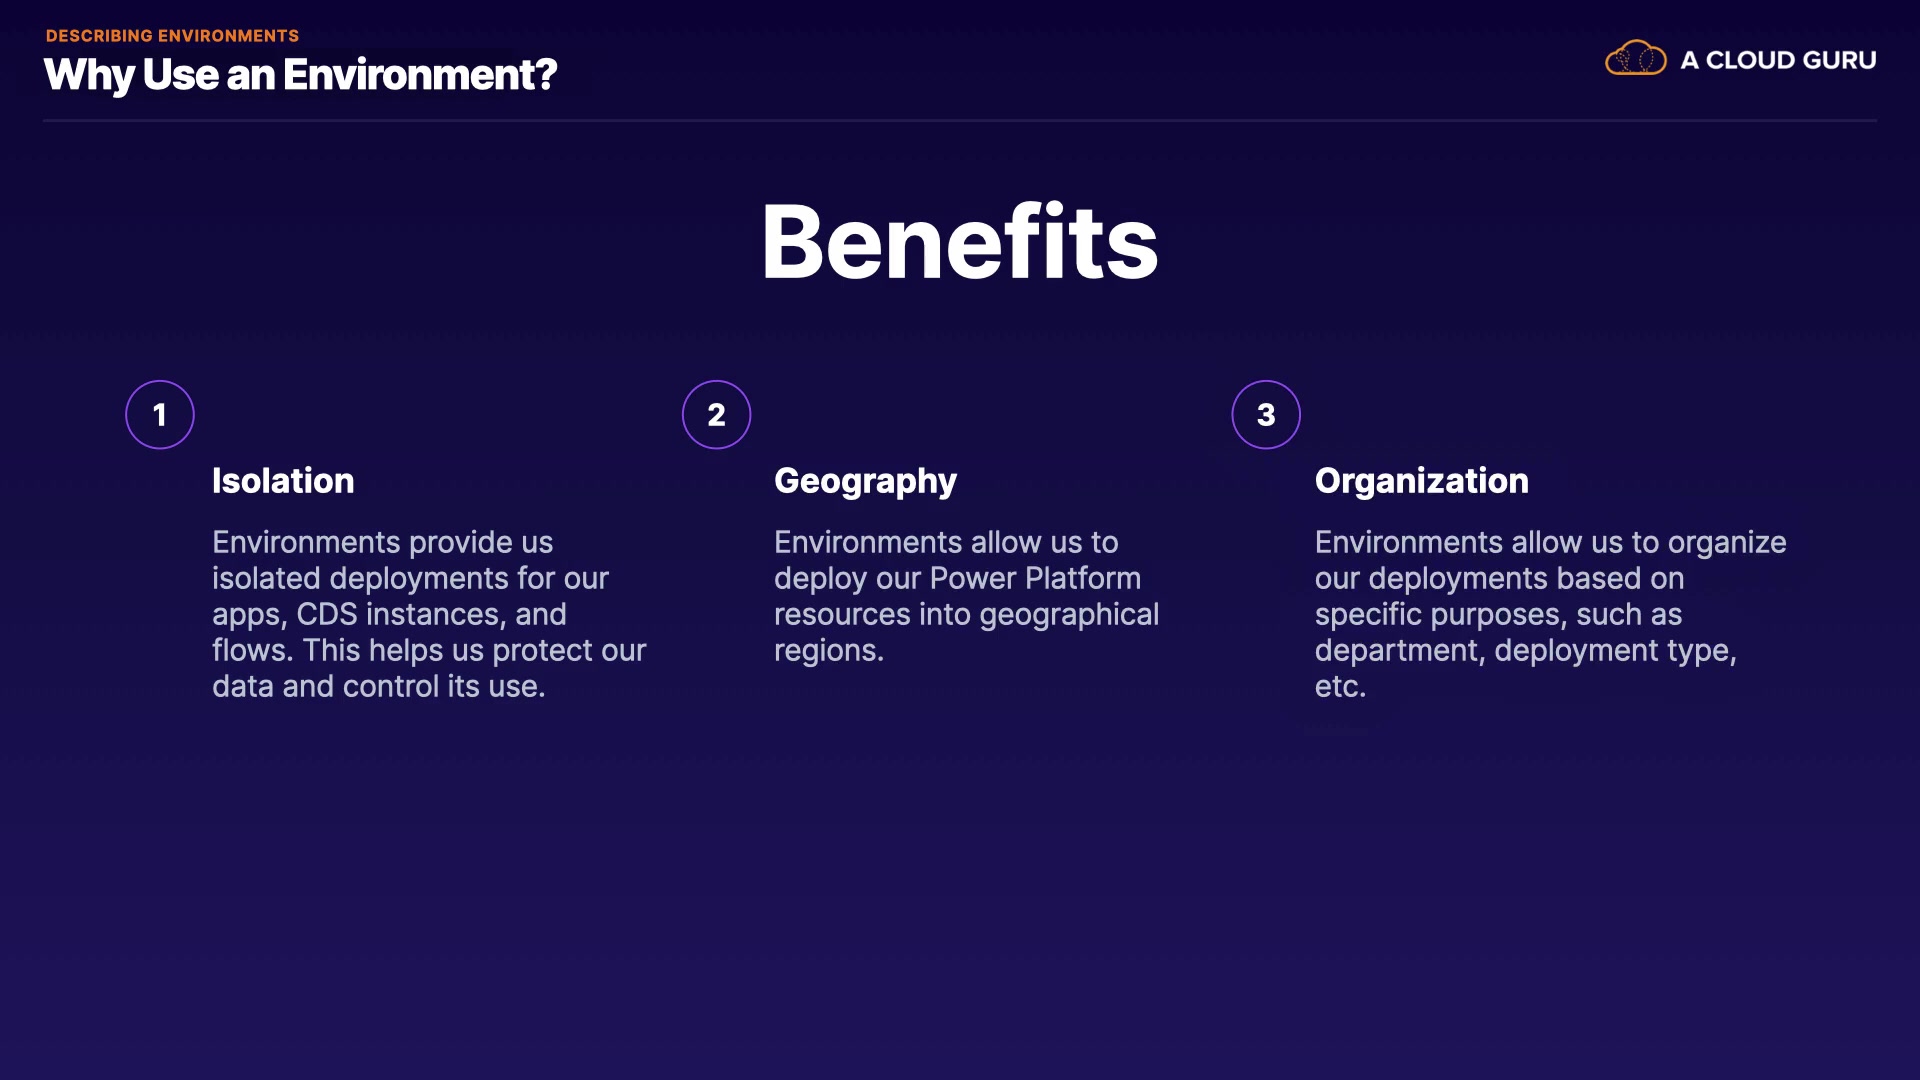 DESCRIBING ENVIRONMENTS
Why Use an Environment?
A CLOUD GURU
Benefits
1
Isolation
Environments provide us
isolated deployments for our
apps, CDS instances, and
flows. This helps us protect our
data and control its use.
2
Geography
Environments allow us to
deploy our Power Platform
resources into geographical
regions.
3
Organization
Environments allow us to organize
our deployments based on
specific purposes, such as
department, deployment type,
etc.